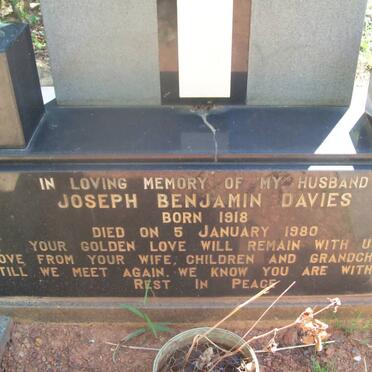 IN LOVING MEMORY OF MY HUSBAND
JOSEPH BENJAMIN DAVIES
BORN 1918
DIED ON 5 JANUARY 1980
YOUR GOLDEN LOVE WILL REMAIN WITH
FROM YOUR WIFE, CHILDREN AND
WE MEET AGAIN. WE KNOW YOU ARE WITH
REST IN PEACE